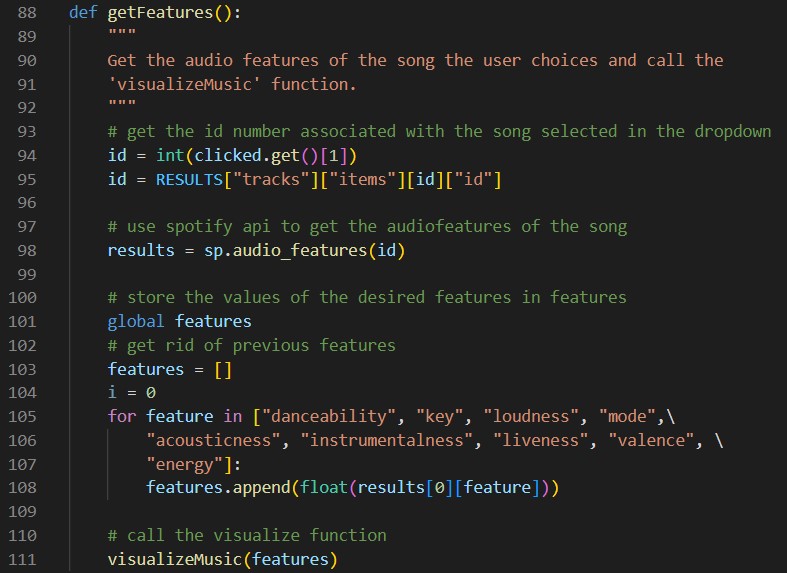 88 def getFeatures():
89     """
90     Get the audio features of the song the user choices and call the
91     'visualizeMusic' function.
92     """
93     # get the id number associated with the song selected in the dropdown
94     id = int(clicked.get()[1])
95     id = RESULTS["tracks"]["items"][id]["id"]
96
97     # use spotify api to get the audiofeatures of the song
98     results = sp.audio_features(id)
99
100     # store the values of the desired features in features
101     global features
102     # get rid of previous features
103     features = []
104     i = 0
105     for feature in ["danceability", "key", "loudness", "mode",\
106         "acousticness", "instrumentalness", "liveness", "valence", \
107         "energy"]:
108         features.append(float(results[0][feature]))
109
110     # call the visualize function
111     visualizeMusic(features)